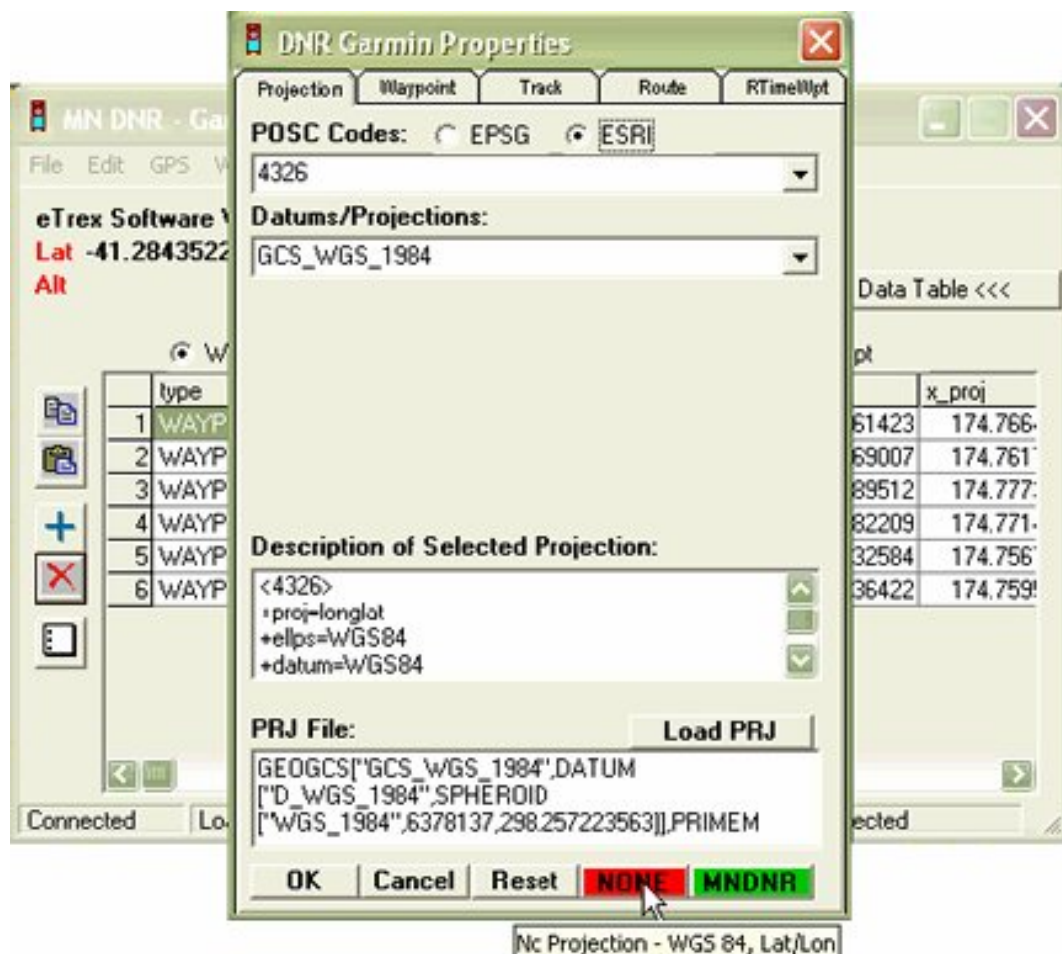 DNR Garmin Properties
Projection Waypoint Track Route RTimeWpt
MN DNR - Ga
File Edit GPS W
POSC Codes: EPSG ESRI
4326
eTrex Software V
Datums/Projections:
Lat -41.2843522
GCS_WGS_1984
Alt
Data Table <<<
W pt
type x_proj
1 WAYP 61423 174.766
2 WAYP 69007 174.761
3 WAYP 89512 174.777
4 WAYP 82209 174.771
5 WAYP 32584 174.756
6 WAYP 36422 174.759
Description of Selected Projection:
<4326>
+proj=longlat
+ellps=WGS84
+datum=WGS84
PRJ File: Load PRJ
GEOGCS["GCS_WGS_1984",DATUM
["D_WGS_1984",SPHEROID
["WGS_1984",6378137,298.257223563]],PRIMEM
Connected Lo ected
OK Cancel Reset NONE MNDNR
Nc Projection - WGS 84, Lat/Lon